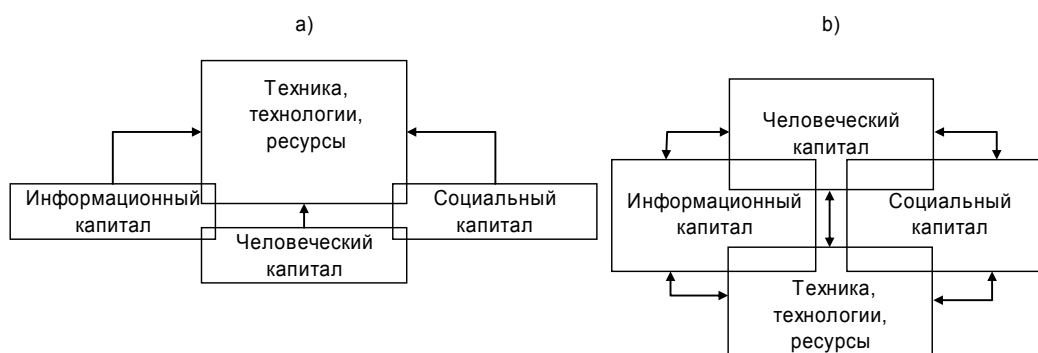 a)
Техника,
технологии,
ресурсы
Информационный
капитал
Социальный
капитал
Человеческий
капитал
b)
Человеческий
капитал
Информационный
капитал
Социальный
капитал
Техника,
технологии,
ресурсы